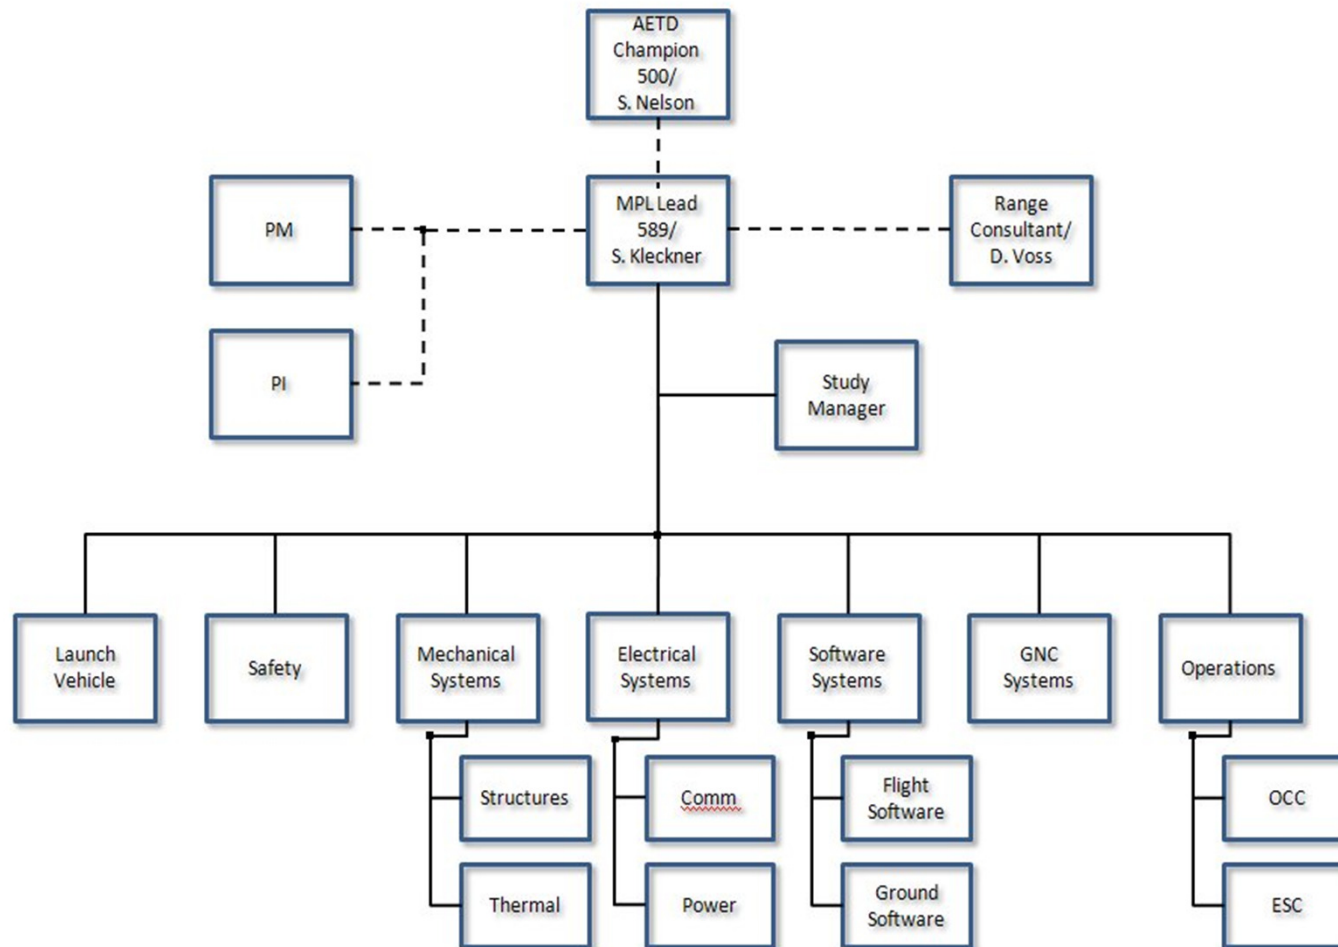 AETD
Champion
500/
S. Nelson
PM
MPL Lead
589/
S. Kleckner
Range
Consultant/
D. Voss
PI
Study
Manager
Launch
Vehicle
Safety
Mechanical
Systems
Electrical
Systems
Software
Systems
GNC
Systems
Operations
Structures
Comm
Flight
Software
OCC
Thermal
Power
Ground
Software
ESC